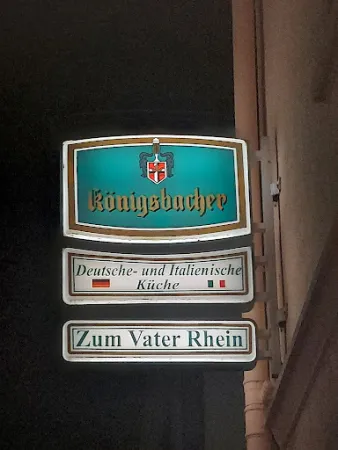 Königsbacher
Deutsche- und Italienische
Küche
Zum Vater Rhein